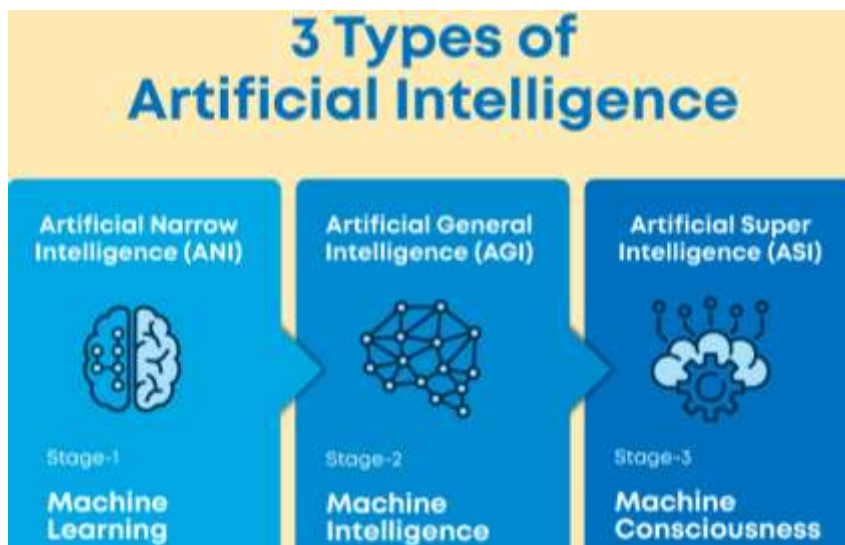 3 Types of
Artificial Intelligence
Artificial Narrow
Intelligence (ANI)
Stage-1
Machine
Learning
Artificial General
Intelligence (AGI)
Stage-2
Machine
Intelligence
Artificial Super
Intelligence (ASI)
Stage-3
Machine
Consciousness